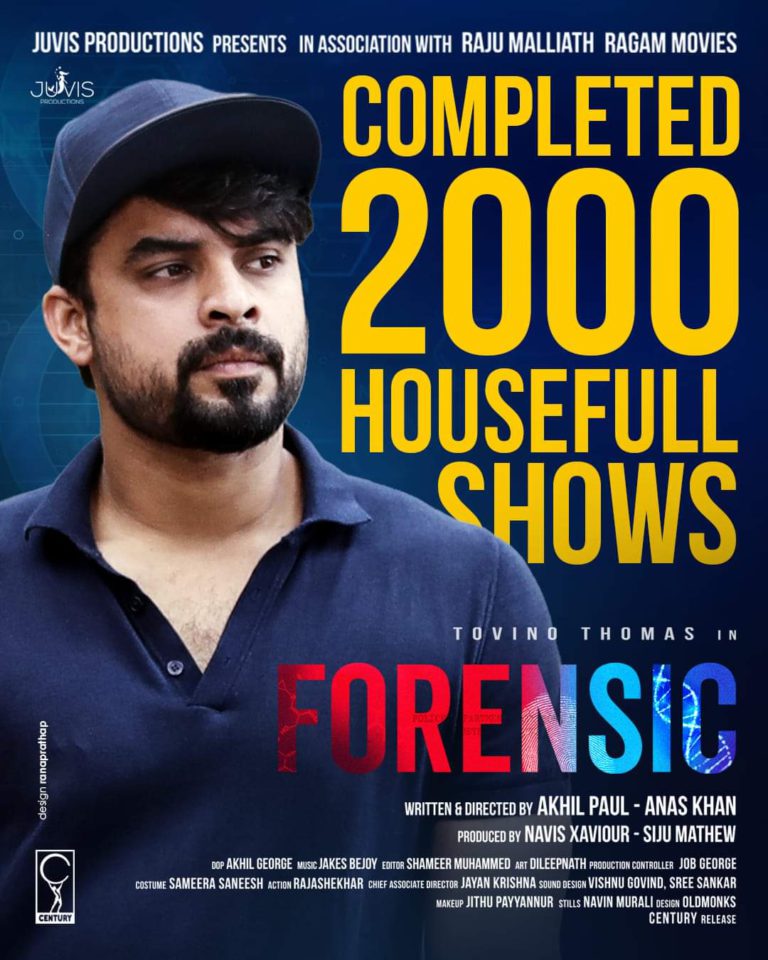 JUVIS PRODUCTIONS PRESENTS IN ASSOCIATION WITH RAJU MALLIATH RAGAM MOVIES
JUVIS
PRODUCTIONS
COMPLETED
2000
HOUSEFULL
SHOWS
TOVINO THOMAS IN
FORENSIC
WRITTEN & DIRECTED BY AKHIL PAUL - ANAS KHAN
PRODUCED BY NAVIS XAVIOUR - SIJU MATHEW
DOP AKHIL GEORGE MUSIC JAKES BEJOY EDITOR SHAMEER MUHAMMED ART DILEEPNATH PRODUCTION CONTROLLER JOB GEORGE
COSTUME SAMEERA SANEESH ACTION RAJASHEKHAR CHIEF ASSOCIATE DIRECTOR JAYAN KRISHNA SOUND DESIGN VISHNU GOVIND, SREE SANKAR
MAKEUP JITHU PAYYANNUR STILLS NAVIN MURALI DESIGN OLDMONKS
CENTURY RELEASE
design ranaprathap
C
CENTURY